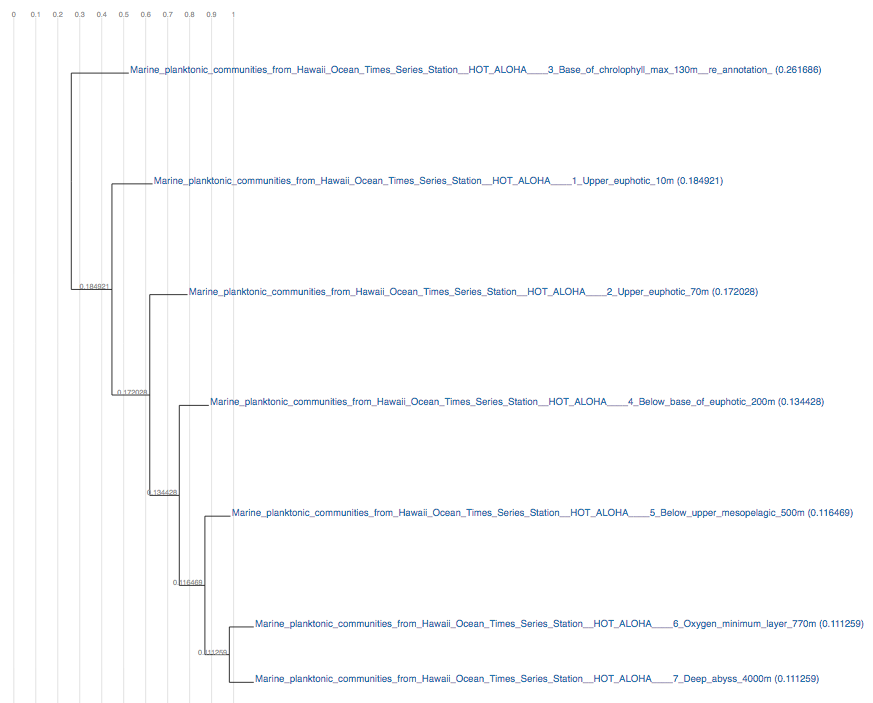 0 0.1 0.2 0.3 0.4 0.5 0.6 0.7 0.8 0.9 1
Marine_planktonic_communities_from_Hawaii_Ocean_Times_Series_Station__HOT_ALOHA____3_Base_of_chrolophyll_max_130m__re_annotation_ (0.261686)
Marine_planktonic_communities_from_Hawaii_Ocean_Times_Series_Station__HOT_ALOHA____1_Upper_euphotic_10m (0.184921)
0.184921
Marine_planktonic_communities_from_Hawaii_Ocean_Times_Series_Station__HOT_ALOHA____2_Upper_euphotic_70m (0.172028)
0.172028
Marine_planktonic_communities_from_Hawaii_Ocean_Times_Series_Station__HOT_ALOHA____4_Below_base_of_euphotic_200m (0.134428)
0.134428
Marine_planktonic_communities_from_Hawaii_Ocean_Times_Series_Station__HOT_ALOHA____5_Below_upper_mesopelagic_500m (0.116469)
0.116469
Marine_planktonic_communities_from_Hawaii_Ocean_Times_Series_Station__HOT_ALOHA____6_Oxygen_minimum_layer_770m (0.111259)
0.111259
Marine_planktonic_communities_from_Hawaii_Ocean_Times_Series_Station__HOT_ALOHA____7_Deep_abyss_4000m (0.111259)